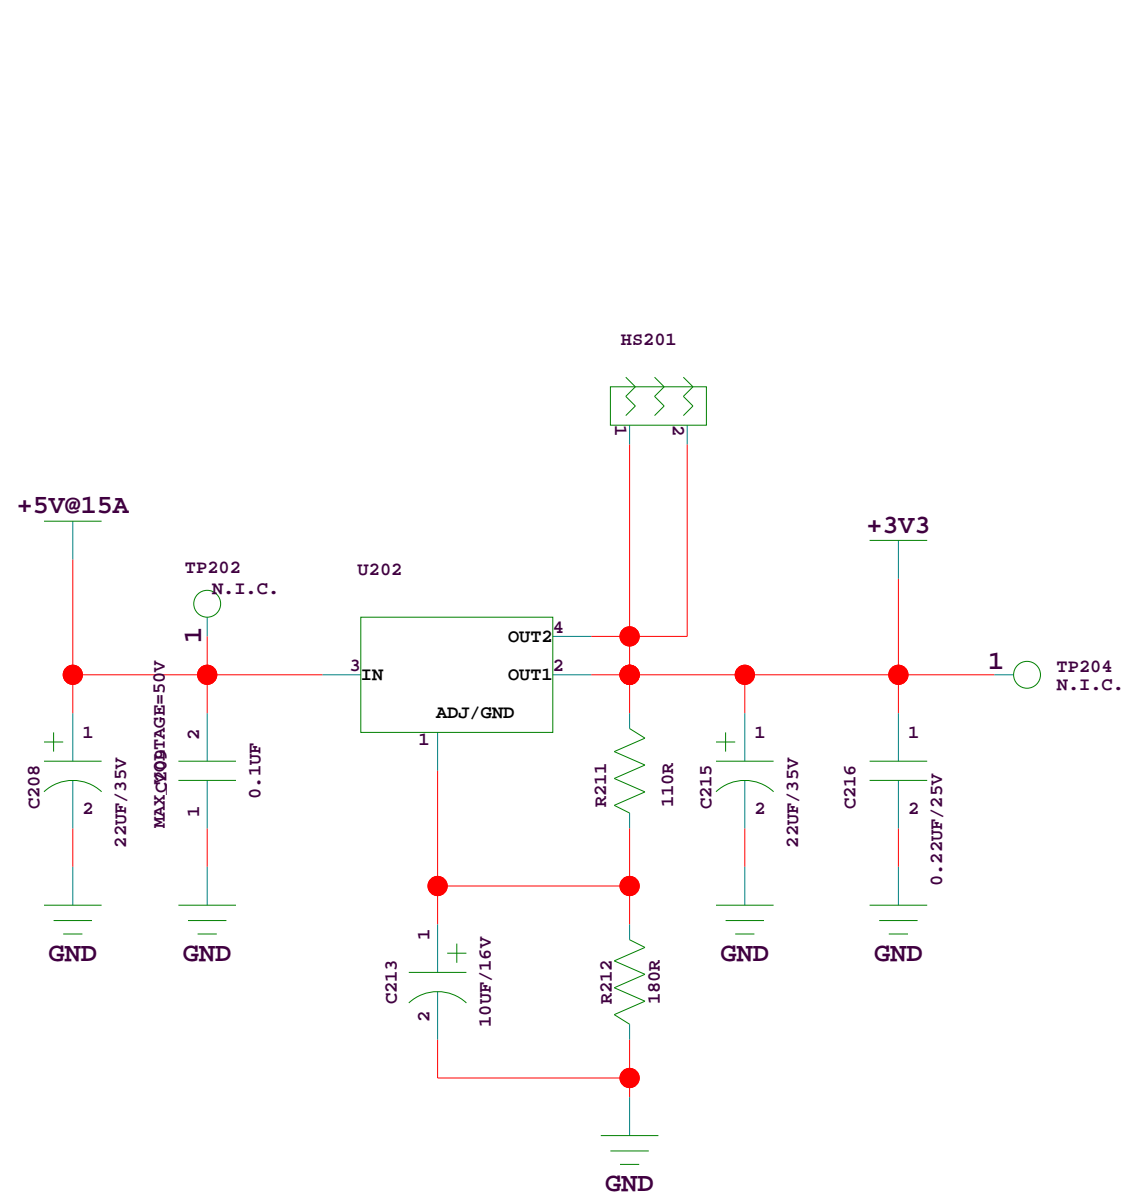 HS201
1
2
+5V@15A
+3V3
TP202
N.I.C.
1
U202
OUT2
4
3
IN
OUT1
2
ADJ/GND
1
1
TP204
N.I.C.
C208
1
2
22UF/35V
MAX_VOLTAGE=50V
C209
2
1
0.1UF
R211
110R
C215
1
2
22UF/35V
C216
1
2
0.22UF/25V
GND
GND
GND
GND
C213
1
2
10UF/16V
R212
180R
GND